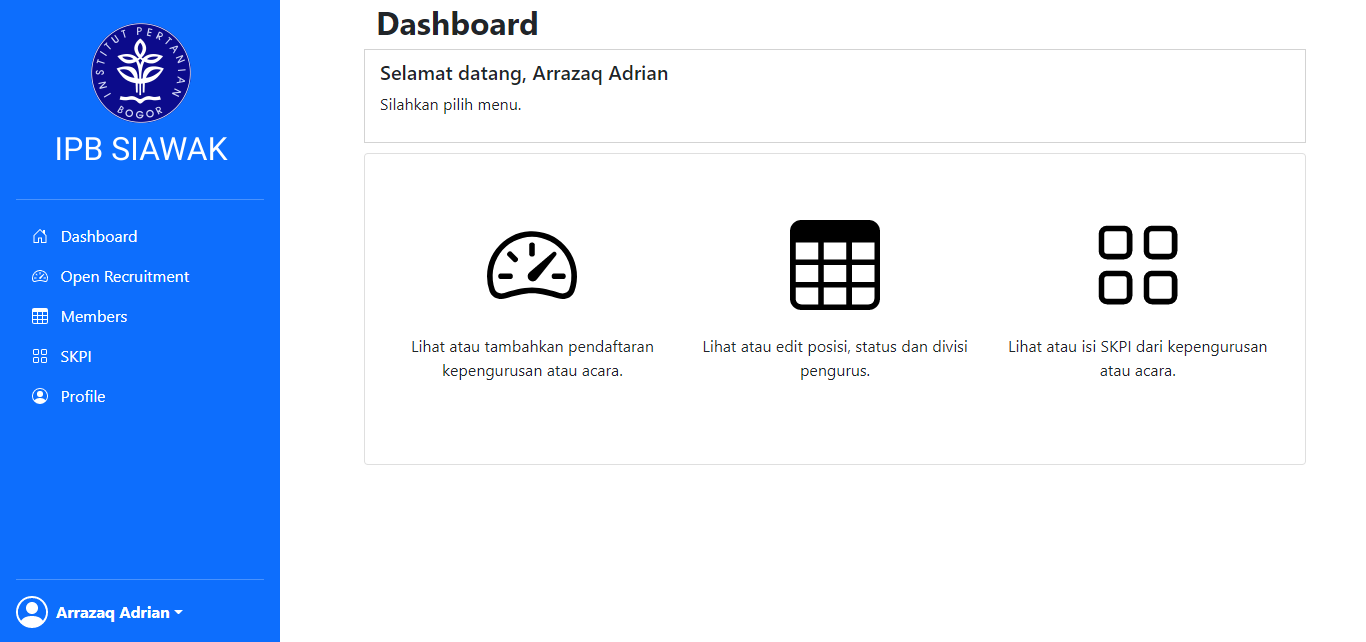 INSTITUT PERTANIAN
BOGOR
IPB SIAWAK
Dashboard
Open Recruitment
Members
SKPI
Profile
Arrazaq Adrian
Dashboard
Selamat datang, Arrazaq Adrian
Silahkan pilih menu.
Lihat atau tambahkan pendaftaran
kepengurusan atau acara.
Lihat atau edit posisi, status dan divisi
pengurus.
Lihat atau isi SKPI dari kepengurusan
atau acara.